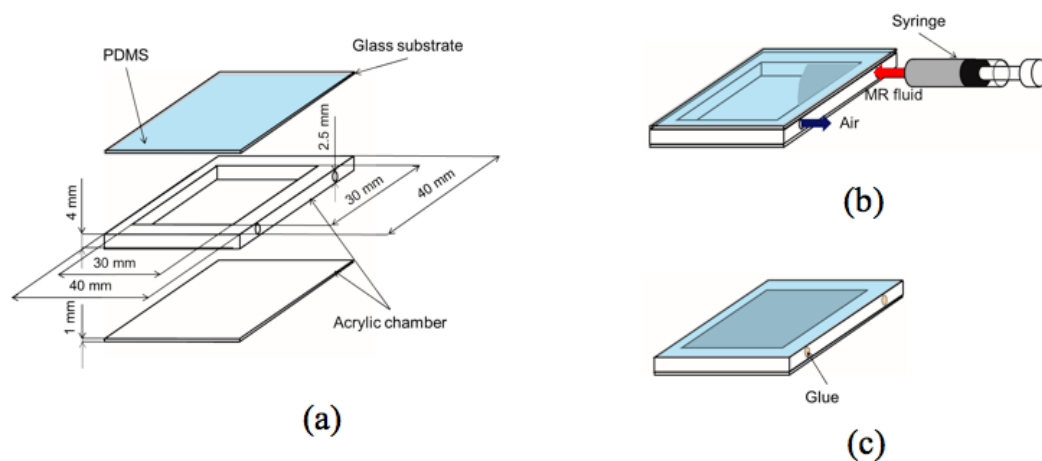 PDMS
Glass substrate
2.5 mm
4 mm
30 mm
40 mm
30 mm
40 mm
1 mm
Acrylic chamber
(a)
Syringe
MR fluid
Air
(b)
Glue
(c)